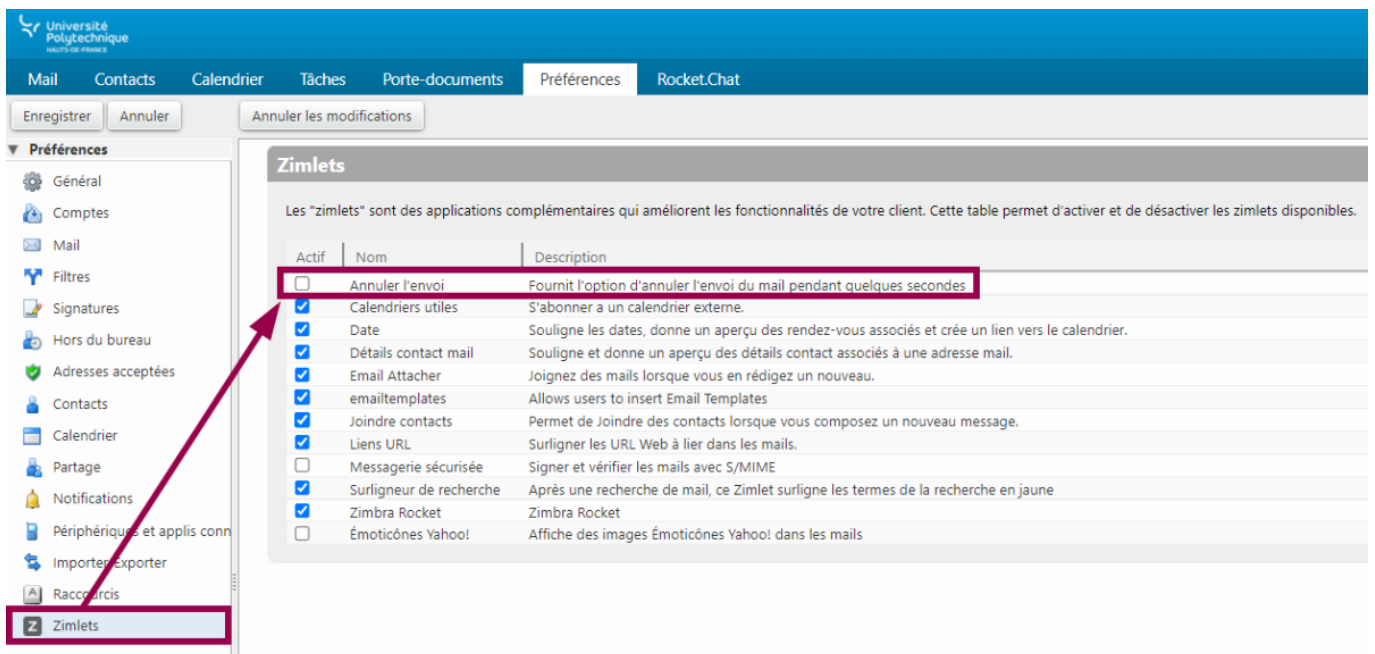 Université
Polytechnique
HAUTS-DE-FRANCE
Mail Contacts Calendrier Tâches Porte-documents Préférences Rocket.Chat
Enregistrer Annuler Annuler les modifications
Préférences
Général
Comptes
Mail
Filtres
Signatures
Hors du bureau
Adresses acceptées
Contacts
Calendrier
Partage
Notifications
Périphériques et applis conn
Importer/Exporter
Raccourcis
Z Zimlets
Zimlets
Les "zimlets" sont des applications complémentaires qui améliorent les fonctionnalités de votre client. Cette table permet d'activer et de désactiver les zimlets disponibles.
Actif Nom Description
Annuler l'envoi Fournit l'option d'annuler l'envoi du mail pendant quelques secondes
Calendriers utiles S'abonner a un calendrier externe.
Date Souligne les dates, donne un aperçu des rendez-vous associés et crée un lien vers le calendrier.
Détails contact mail Souligne et donne un aperçu des détails contact associés à une adresse mail.
Email Attacher Joignez des mails lorsque vous en rédigez un nouveau.
emailtemplates Allows users to insert Email Templates
Joindre contacts Permet de Joindre des contacts lorsque vous composez un nouveau message.
Liens URL Surligner les URL Web à lier dans les mails.
Messagerie sécurisée Signer et vérifier les mails avec S/MIME
Surligneur de recherche Après une recherche de mail, ce Zimlet surligne les termes de la recherche en jaune
Zimbra Rocket Zimbra Rocket
Émoticônes Yahoo! Affiche des images Émoticônes Yahoo! dans les mails